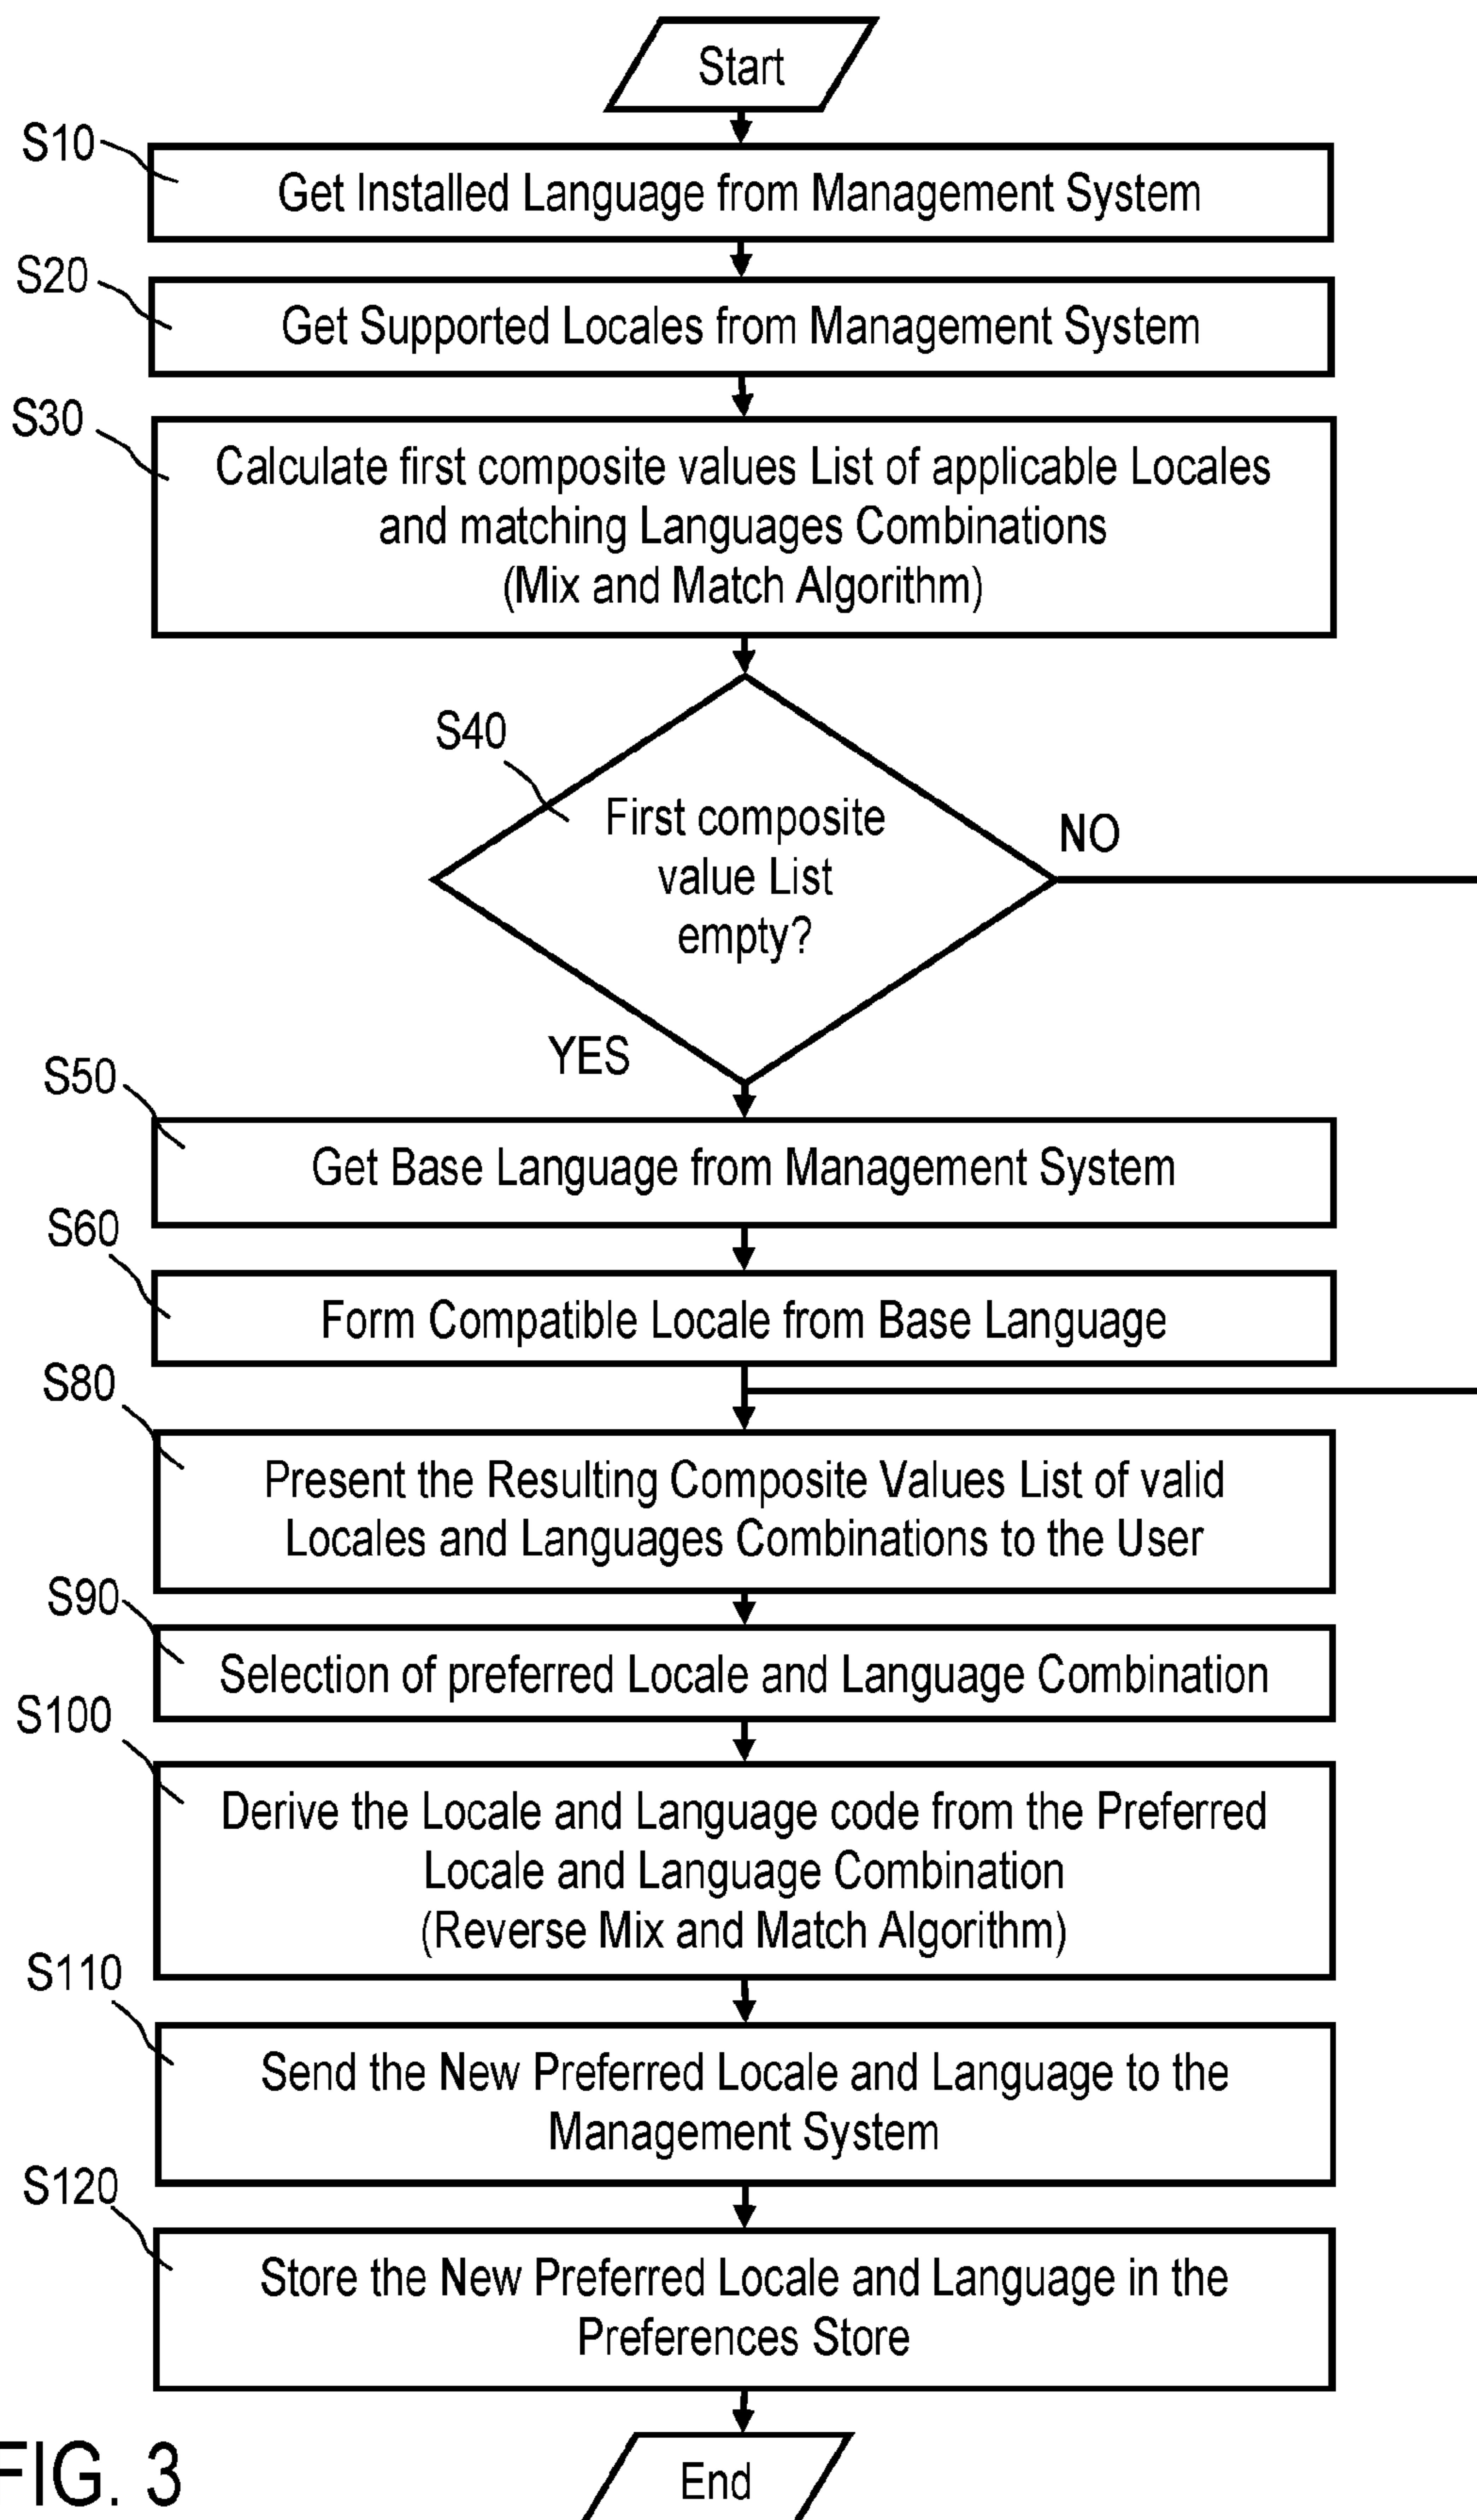 Start
S10
Get Installed Language from Management System
S20
Get Supported Locales from Management System
S30
Calculate first composite values List of applicable Locales
and matching Languages Combinations
(Mix and Match Algorithm)
S40
First composite
value List
empty?
NO
YES
S50
Get Base Language from Management System
S60
Form Compatible Locale from Base Language
S80
Present the Resulting Composite Values List of valid
Locales and Languages Combinations to the User
S90
Selection of preferred Locale and Language Combination
S100
Derive the Locale and Language code from the Preferred
Locale and Language Combination
(Reverse Mix and Match Algorithm)
S110
Send the New Preferred Locale and Language to the
Management System
S120
Store the New Preferred Locale and Language in the
Preferences Store
End
FIG. 3